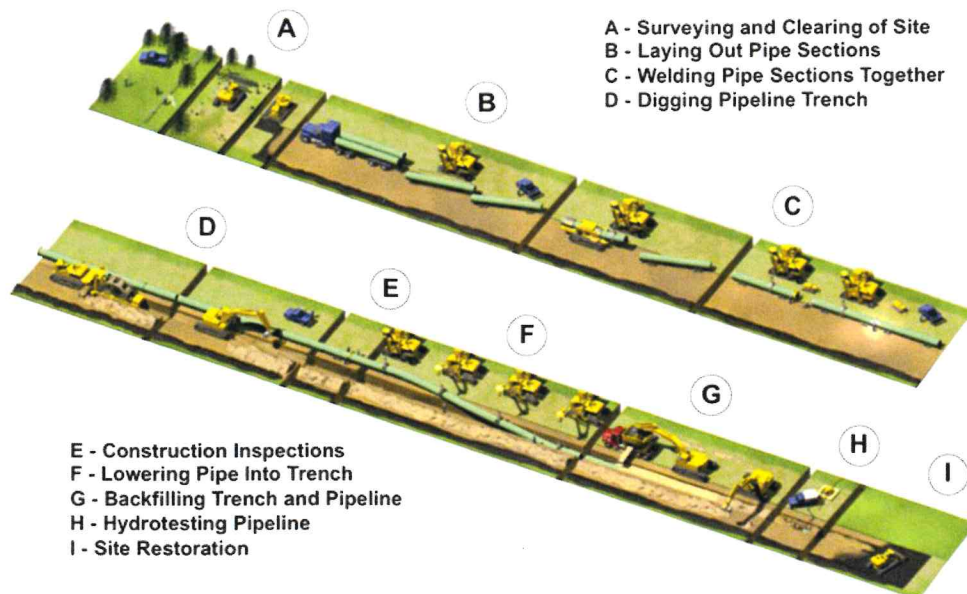 A
A - Surveying and Clearing of Site
B - Laying Out Pipe Sections
C - Welding Pipe Sections Together
D - Digging Pipeline Trench
B
C
D
E
F
G
H
I
E - Construction Inspections
F - Lowering Pipe Into Trench
G - Backfilling Trench and Pipeline
H - Hydrotesting Pipeline
I - Site Restoration